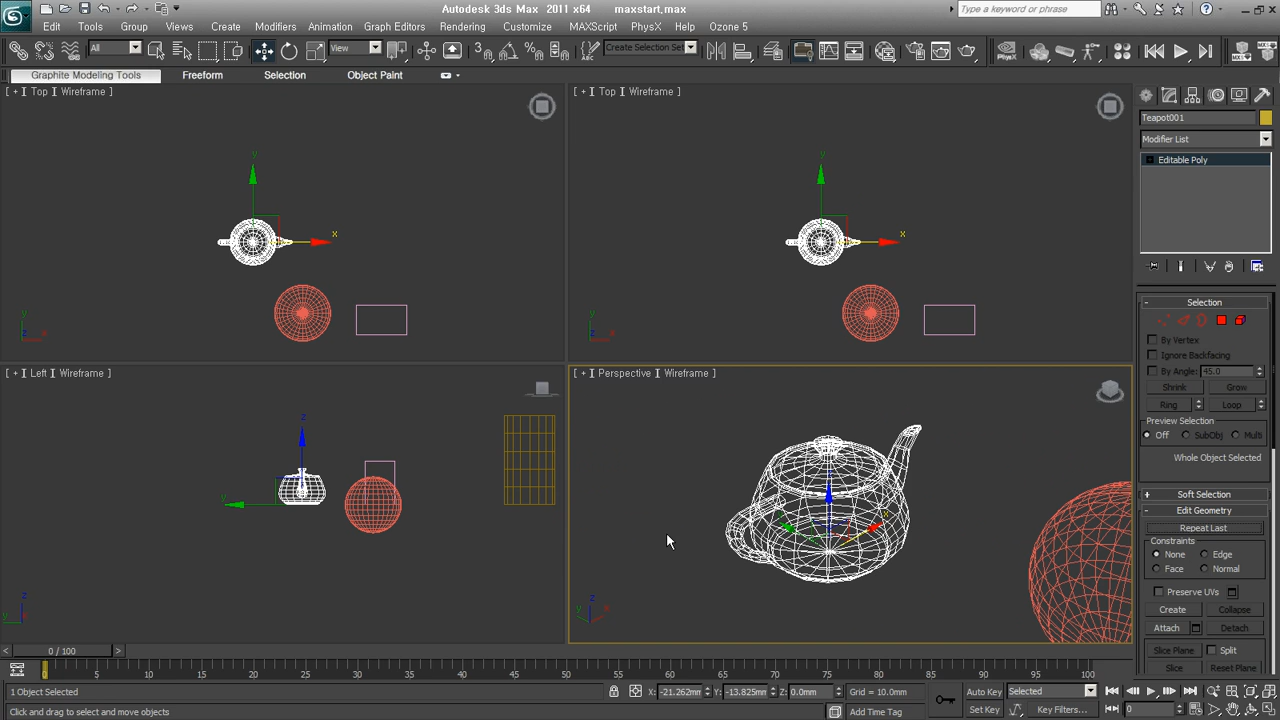 Autodesk 3ds Max 2011 x64 maxstart.max
Type a keyword or phrase
Edit Tools Group Views Create Modifiers Animation Graph Editors Rendering Customize MAXScript PhysX Help Ozone 5
All View Create Selection Set
PhysX
Graphite Modeling Tools Freeform Selection Object Paint
[ + ] Top ] Wireframe ]
[ + ] Top ] Wireframe ]
Teapot001
Modifier List
Editable Poly
y
x
y
x
y
z
x
y
z
x
[ + ] Left ] Wireframe ]
[ + ] Perspective ] Wireframe ]
z
y
x
z
y
z
y
x
Selection
By Vertex
Ignore Backfacing
By Angle: 45.0
Shrink Grow
Ring Loop
Preview Selection
Off SubObj Multi
Whole Object Selected
Soft Selection
Edit Geometry
Repeat Last
Constraints
None Edge
Face Normal
Preserve UVs
Create Collapse
Attach Detach
Slice Plane Split
Slice Reset Plane
< 0 / 100 >
0 5 10 15 20 25 30 35 40 45 50 55 60 65 70 75 80 85 90 95 100
1 Object Selected X: -21.262mm Y: -13.825mm Z: 0.0mm Grid = 10.0mm Auto Key Selected
Click and drag to select and move objects Add Time Tag Set Key Key Filters... 0